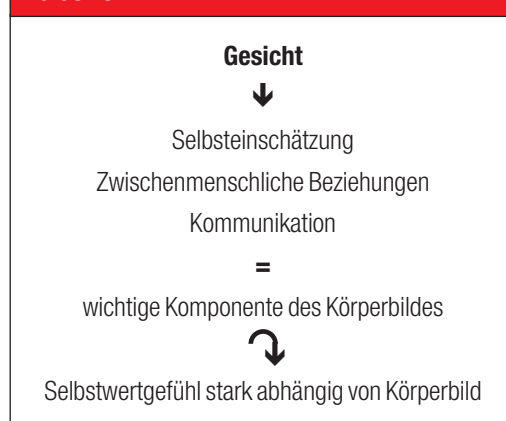 Gesicht
↓
Selbsteinschätzung
Zwischenmenschliche Beziehungen
Kommunikation
=
wichtige Komponente des Körperbildes
Selbstwertgefühl stark abhängig von Körperbild